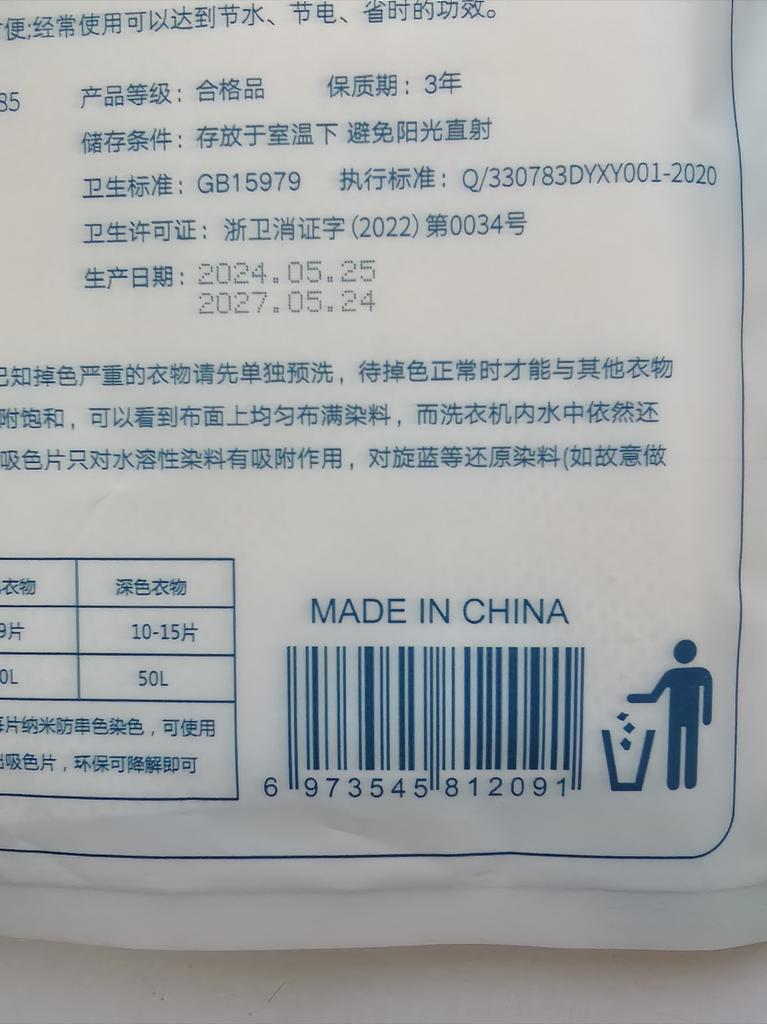 便;经常使用可以达到节水、节电、省时的功效。
85 产品等级：合格品 保质期：3年
储存条件：存放于室温下 避免阳光直射
卫生标准：GB15979 执行标准：Q/330783DYXY001-2020
卫生许可证：浙卫消证字(2022)第0034号
生产日期：2024.05.25
2027.05.24
已知掉色严重的衣物请先单独预洗，待掉色正常时才能与其他衣物
附饱和，可以看到布面上均匀布满染料，而洗衣机内水中依然还
吸色片只对水溶性染料有吸附作用，对旋蓝等还原染料(如故意做
衣物 深色衣物
9片 10-15片
0L 50L
每片纳米防串色染色，可使用
吸色片，环保可降解即可
MADE IN CHINA
6 973545 812091